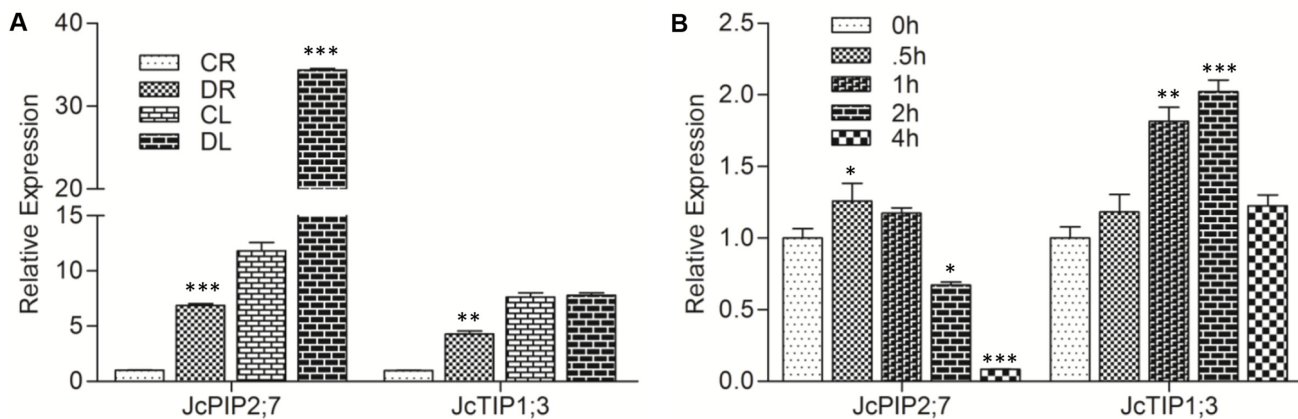 A
Relative Expression
40
30
20
15
10
5
0
CR
DR
CL
DL
***
***
**
JcPIP2;7
JcTIP1;3
B
Relative Expression
2.5
2.0
1.5
1.0
0.5
0.0
0h
.5h
1h
2h
4h
*
*
***
**
***
JcPIP2;7
JcTIP1;3